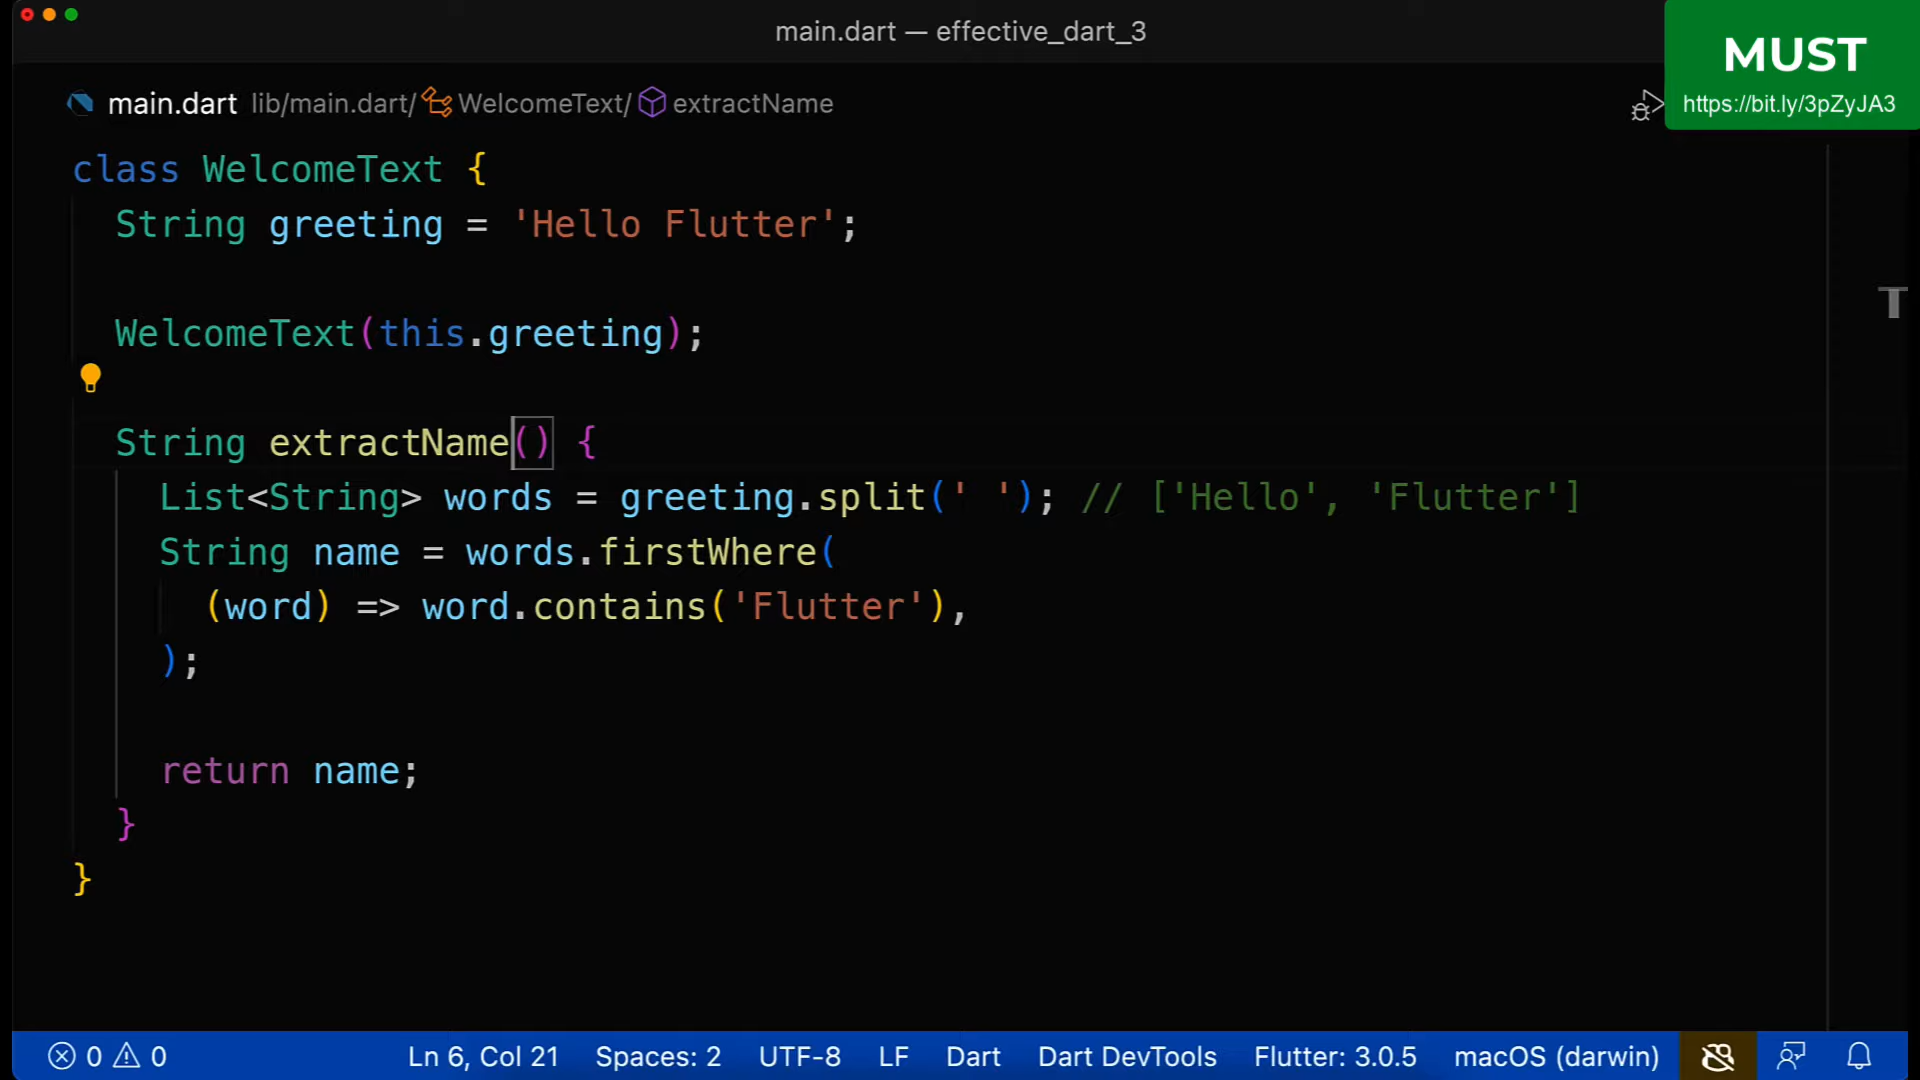 main.dart — effective_dart_3
MUST
https://bit.ly/3pZyJA3
main.dart lib/main.dart/ WelcomeText/ extractName
class WelcomeText {
  String greeting = 'Hello Flutter';

  WelcomeText(this.greeting);

  String extractName() {
    List<String> words = greeting.split(' '); // ['Hello', 'Flutter']
    String name = words.firstWhere(
      (word) => word.contains('Flutter'),
    );

    return name;
  }
}
0 0 Ln 6, Col 21 Spaces: 2 UTF-8 LF Dart Dart DevTools Flutter: 3.0.5 macOS (darwin)